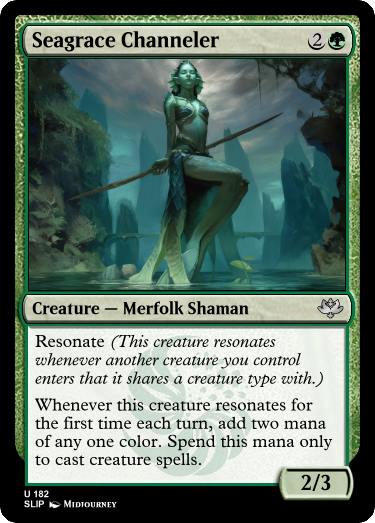 Seagrace Channeler 2
Creature — Merfolk Shaman
Resonate (This creature resonates
whenever another creature you control
enters that it shares a creature type with.)
Whenever this creature resonates for
the first time each turn, add two mana
of any one color. Spend this mana only
to cast creature spells.
2/3
U 182
SLIP Midjourney